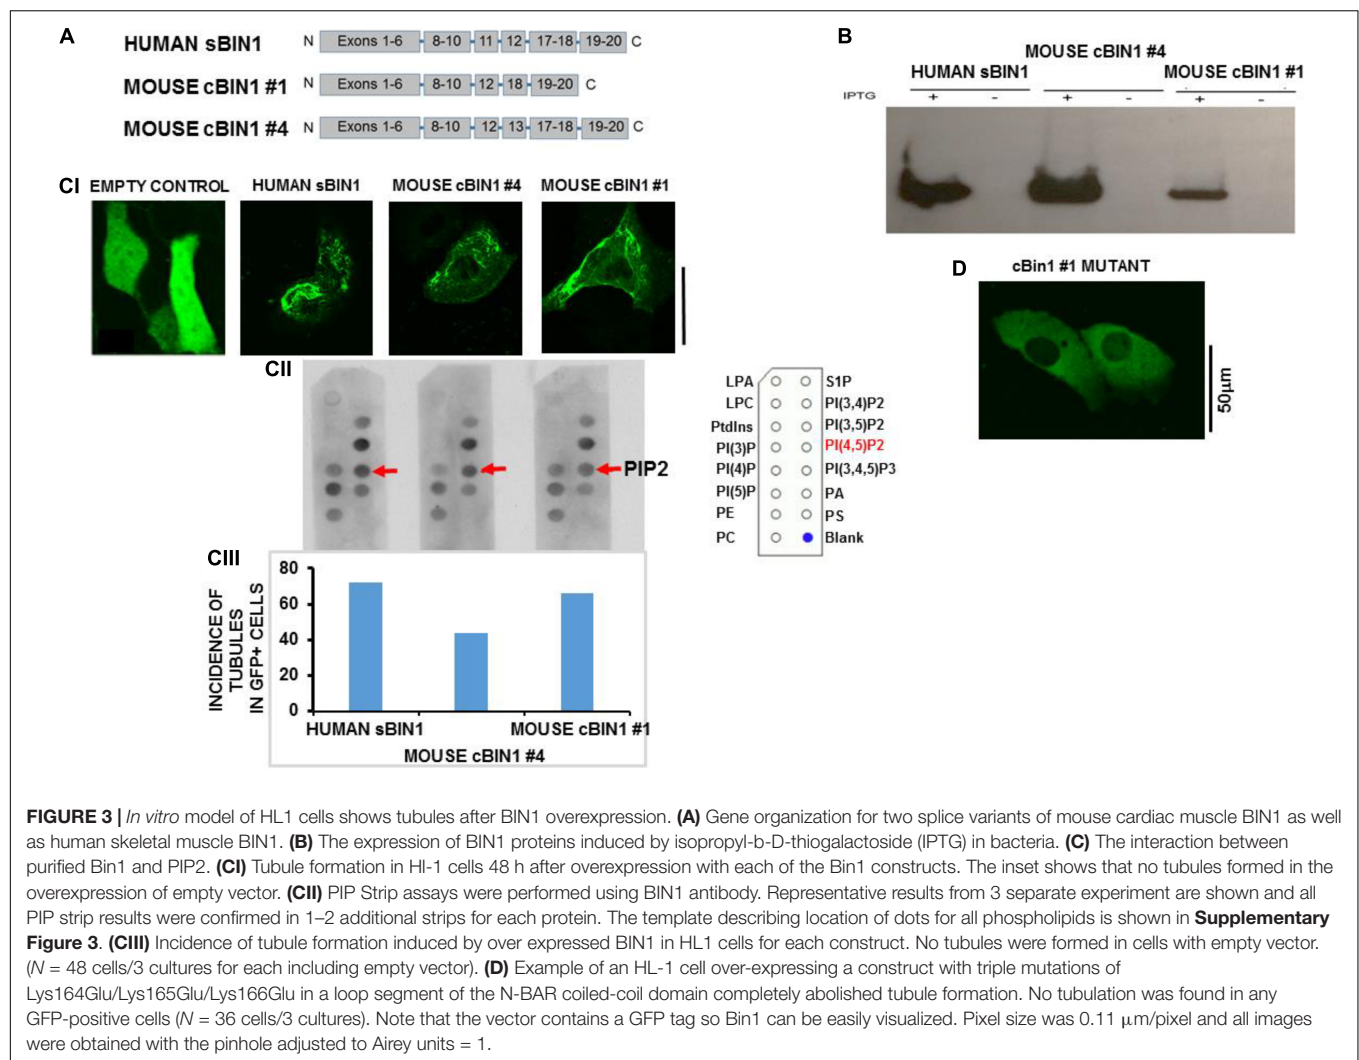 A
HUMAN sBIN1 N Exons 1-6 8-10 11 12 17-18 19-20 C
MOUSE cBIN1 #1 N Exons 1-6 8-10 12 18 19-20 C
MOUSE cBIN1 #4 N Exons 1-6 8-10 12 13 17-18 19-20 C
B
MOUSE cBIN1 #4
HUMAN sBIN1 MOUSE cBIN1 #1
IPTG + - + - + -
CI EMPTY CONTROL HUMAN sBIN1 MOUSE cBIN1 #4 MOUSE cBIN1 #1
D
cBin1 #1 MUTANT
50μm
CII
PIP2
LPA S1P
LPC PI(3,4)P2
PtdIns PI(3,5)P2
PI(3)P PI(4,5)P2
PI(4)P PI(3,4,5)P3
PI(5)P PA
PE PS
PC Blank
CIII
INCIDENCE OF
TUBULES
IN GFP+ CELLS
80
60
40
20
0
HUMAN sBIN1 MOUSE cBIN1 #1
MOUSE cBIN1 #4
FIGURE 3 | In vitro model of HL1 cells shows tubules after BIN1 overexpression. (A) Gene organization for two splice variants of mouse cardiac muscle BIN1 as well
as human skeletal muscle BIN1. (B) The expression of BIN1 proteins induced by isopropyl-b-D-thiogalactoside (IPTG) in bacteria. (C) The interaction between
purified Bin1 and PIP2. (CI) Tubule formation in Hl-1 cells 48 h after overexpression with each of the Bin1 constructs. The inset shows that no tubules formed in the
overexpression of empty vector. (CII) PIP Strip assays were performed using BIN1 antibody. Representative results from 3 separate experiment are shown and all
PIP strip results were confirmed in 1–2 additional strips for each protein. The template describing location of dots for all phospholipids is shown in Supplementary
Figure 3. (CIII) Incidence of tubule formation induced by over expressed BIN1 in HL1 cells for each construct. No tubules were formed in cells with empty vector.
(N = 48 cells/3 cultures for each including empty vector). (D) Example of an HL-1 cell over-expressing a construct with triple mutations of
Lys164Glu/Lys165Glu/Lys166Glu in a loop segment of the N-BAR coiled-coil domain completely abolished tubule formation. No tubulation was found in any
GFP-positive cells (N = 36 cells/3 cultures). Note that the vector contains a GFP tag so Bin1 can be easily visualized. Pixel size was 0.11 μm/pixel and all images
were obtained with the pinhole adjusted to Airey units = 1.